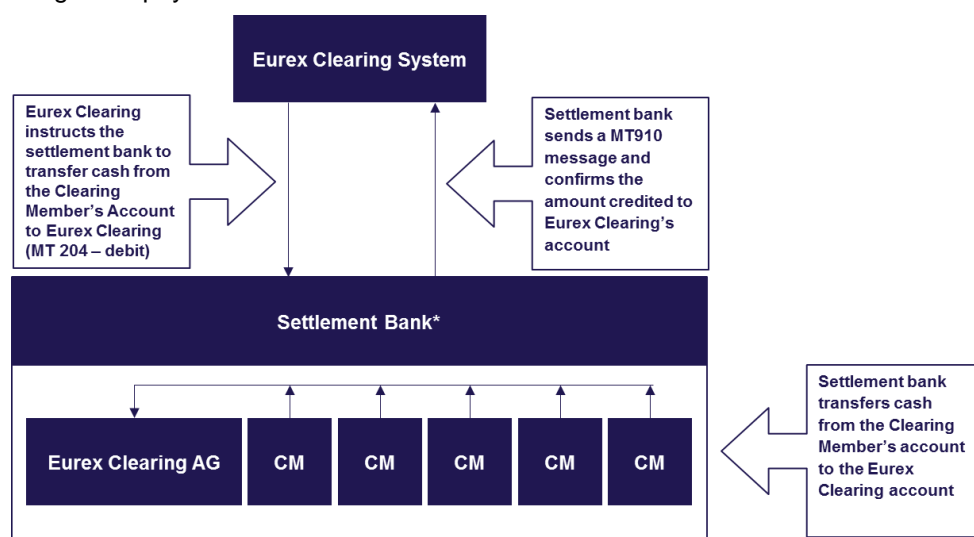 Eurex Clearing System
Eurex Clearing
instructs the
settlement bank to
transfer cash from
the Clearing
Member's Account
to Eurex Clearing
(MT 204 – debit)
Settlement bank
sends a MT910
message and
confirms the
amount credited to
Eurex Clearing's
account
Settlement Bank*
Settlement bank
transfers cash
from the Clearing
Member's account
to the Eurex
Clearing account
Eurex Clearing AG
CM
CM
CM
CM
CM